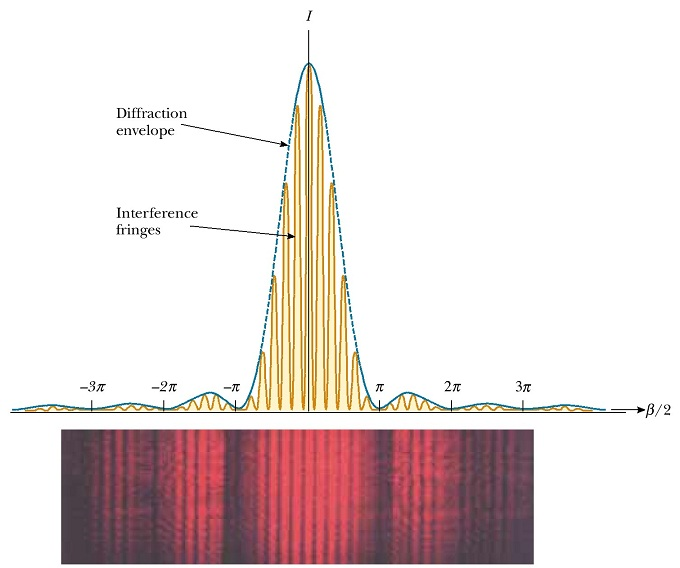 I
Diffraction
envelope
Interference
fringes
–3π –2π –π π 2π 3π
β/2